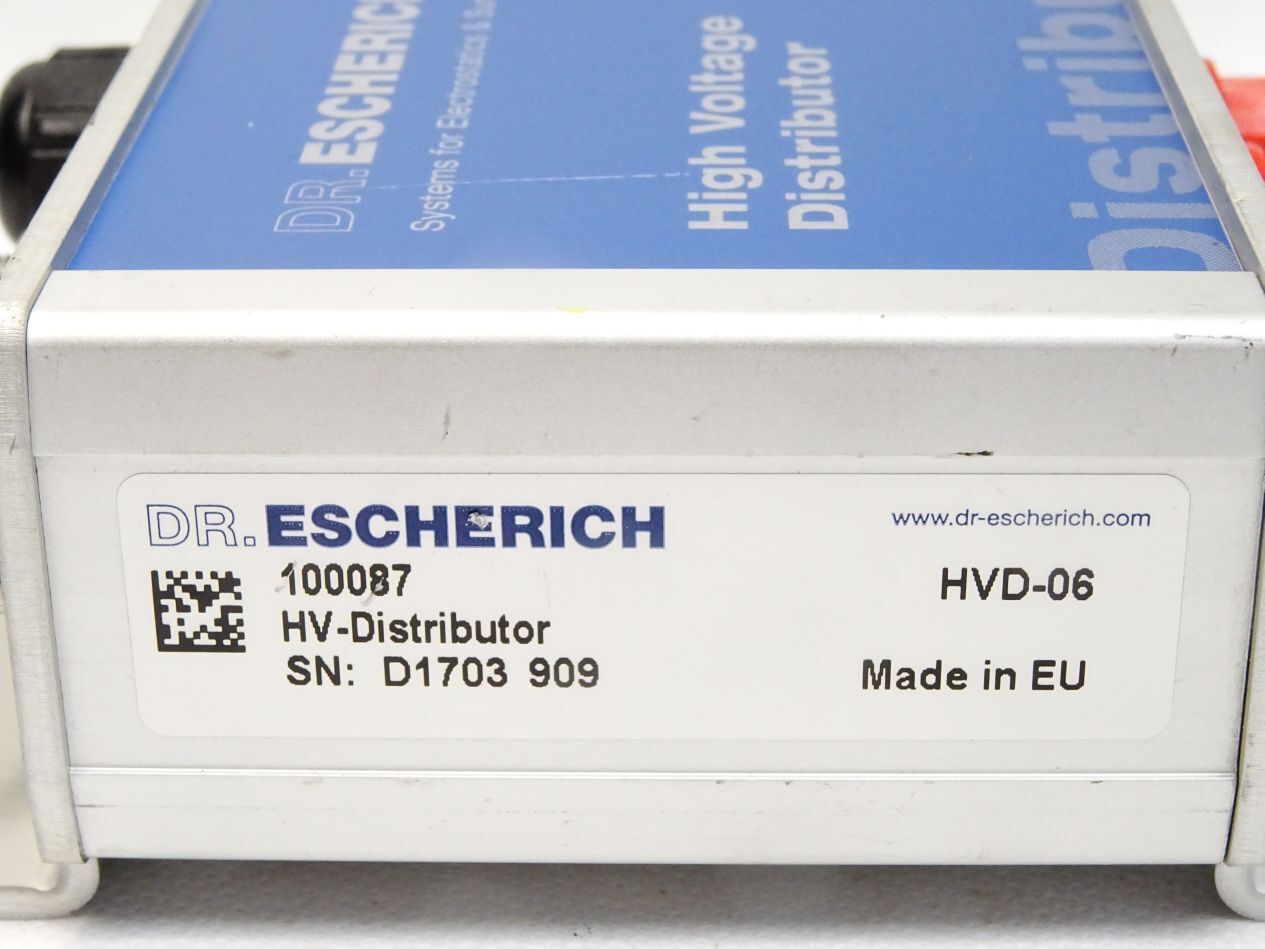 DR. ESCHERICH
Systems for Electrostatics &
High Voltage
Distributor
DR. ESCHERICH
www.dr-escherich.com
100087
HVD-06
HV-Distributor
SN: D1703 909
Made in EU